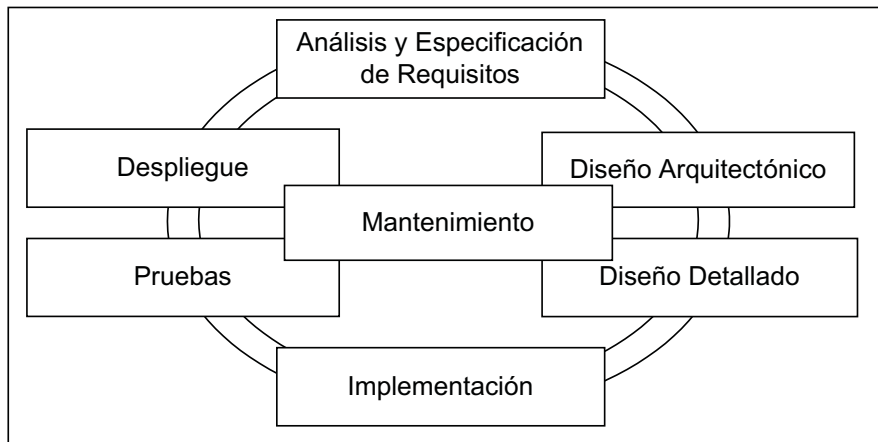 Análisis y Especificación
de Requisitos
Despliegue
Diseño Arquitectónico
Mantenimiento
Pruebas
Diseño Detallado
Implementación